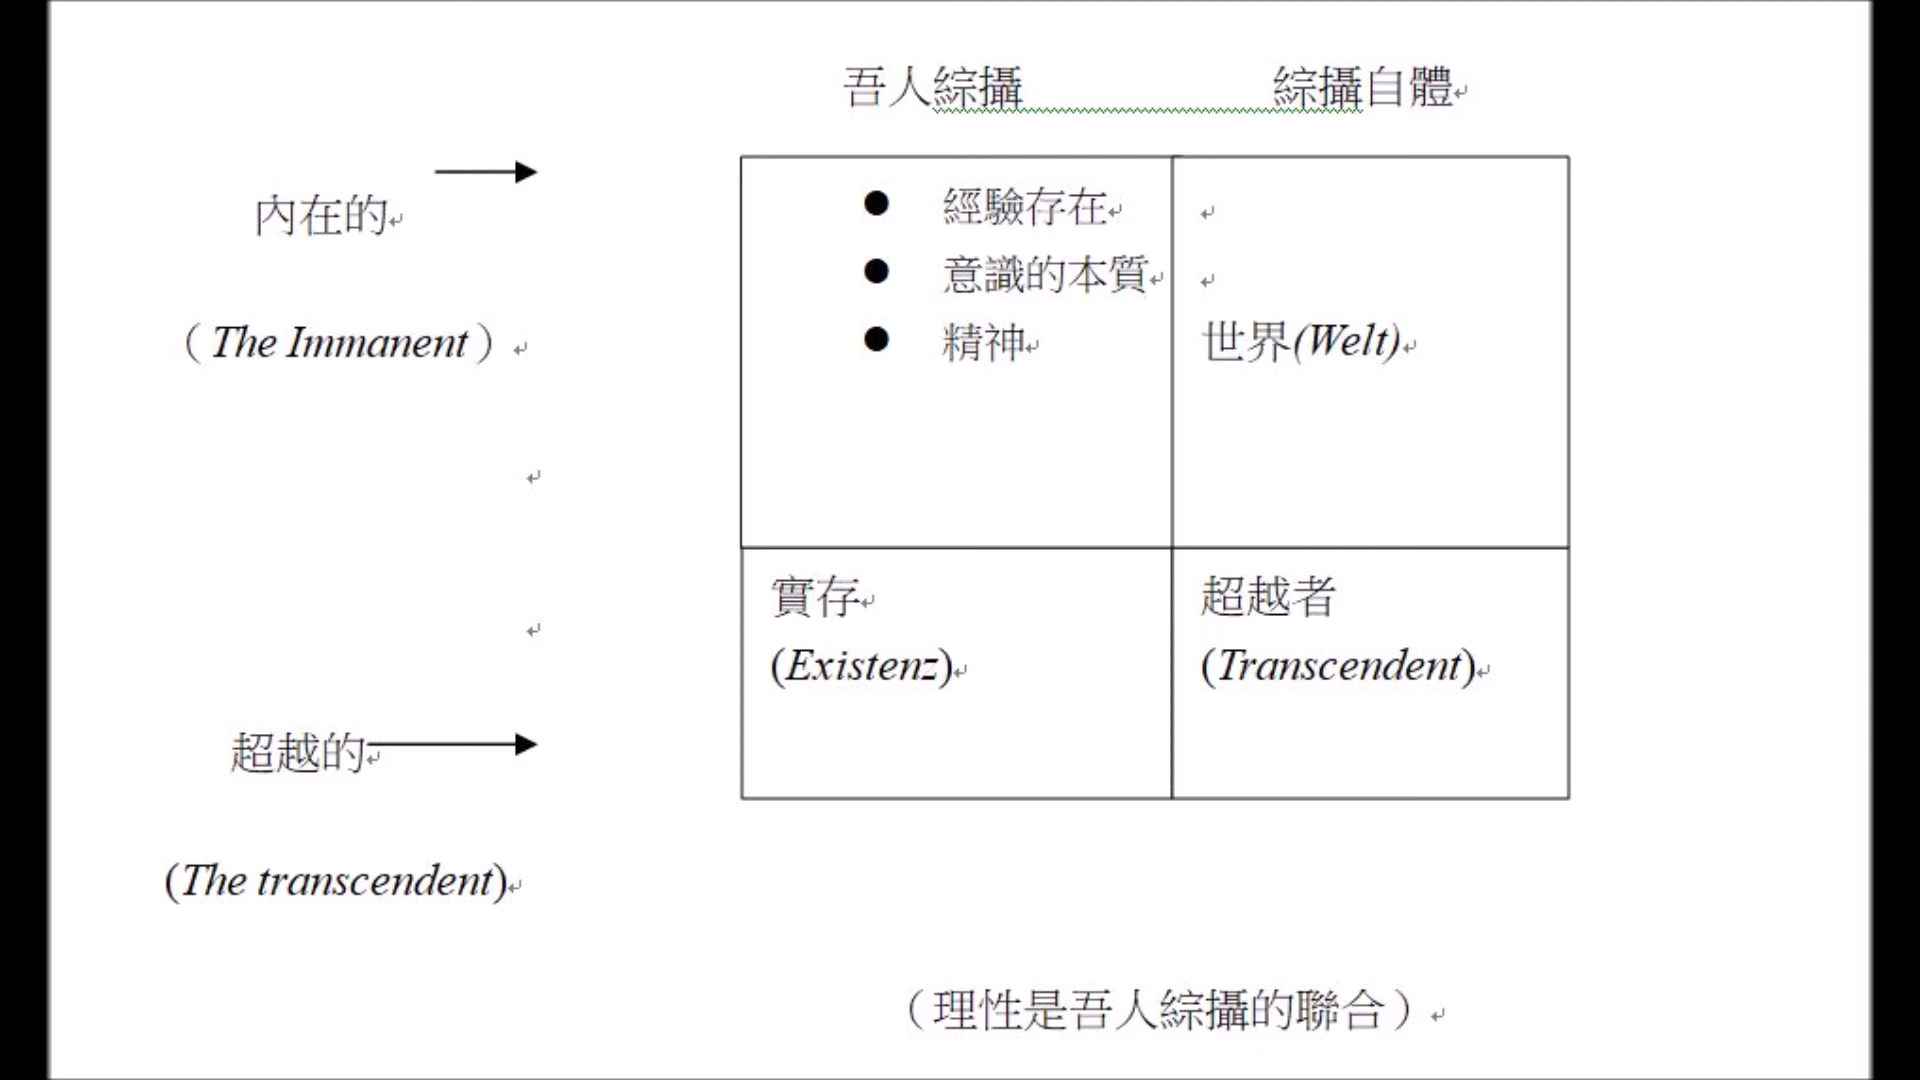 吾人綜攝 綜攝自體
內在的
（The Immanent）
● 經驗存在
● 意識的本質
● 精神
世界(Welt)
實存
(Existenz)
超越者
(Transcendent)
超越的
(The transcendent)
（理性是吾人綜攝的聯合）